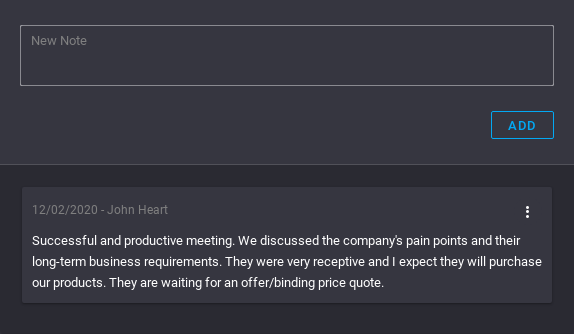 New Note
ADD
12/02/2020 - John Heart
Successful and productive meeting. We discussed the company's pain points and their
long-term business requirements. They were very receptive and I expect they will purchase
our products. They are waiting for an offer/binding price quote.